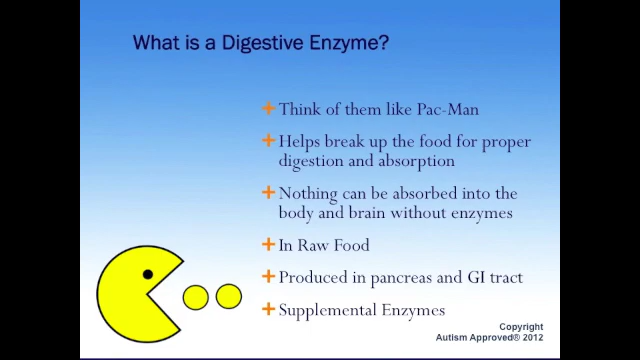 What is a Digestive Enzyme?
Think of them like Pac-Man
Helps break up the food for proper
digestion and absorption
Nothing can be absorbed into the
body and brain without enzymes
In Raw Food
Produced in pancreas and GI tract
Supplemental Enzymes
Copyright
Autism Approved® 2012